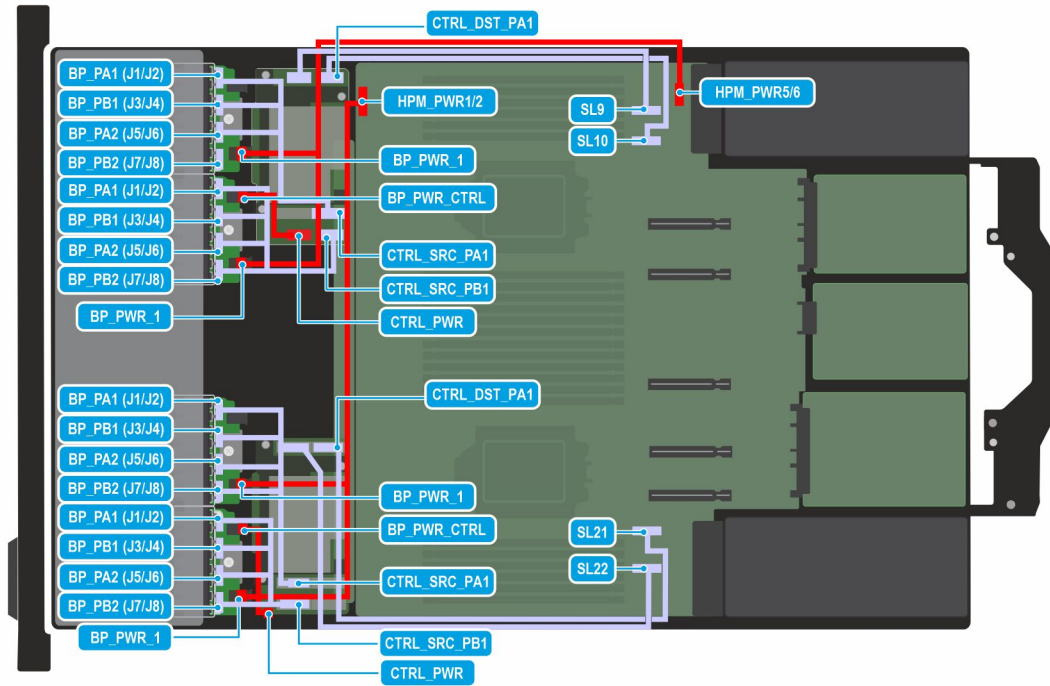 CTRL_DST_PA1
BP_PA1 (J1/J2)
BP_PB1 (J3/J4)
BP_PA2 (J5/J6)
BP_PB2 (J7/J8)
BP_PA1 (J1/J2)
BP_PB1 (J3/J4)
BP_PA2 (J5/J6)
BP_PB2 (J7/J8)
BP_PWR_1
HPM_PWR1/2
BP_PWR_1
BP_PWR_CTRL
CTRL_SRC_PA1
CTRL_SRC_PB1
CTRL_PWR
SL9
SL10
HPM_PWR5/6
CTRL_DST_PA1
BP_PA1 (J1/J2)
BP_PB1 (J3/J4)
BP_PA2 (J5/J6)
BP_PB2 (J7/J8)
BP_PA1 (J1/J2)
BP_PB1 (J3/J4)
BP_PA2 (J5/J6)
BP_PB2 (J7/J8)
BP_PWR_1
BP_PWR_1
BP_PWR_CTRL
CTRL_SRC_PA1
CTRL_SRC_PB1
CTRL_PWR
SL21
SL22